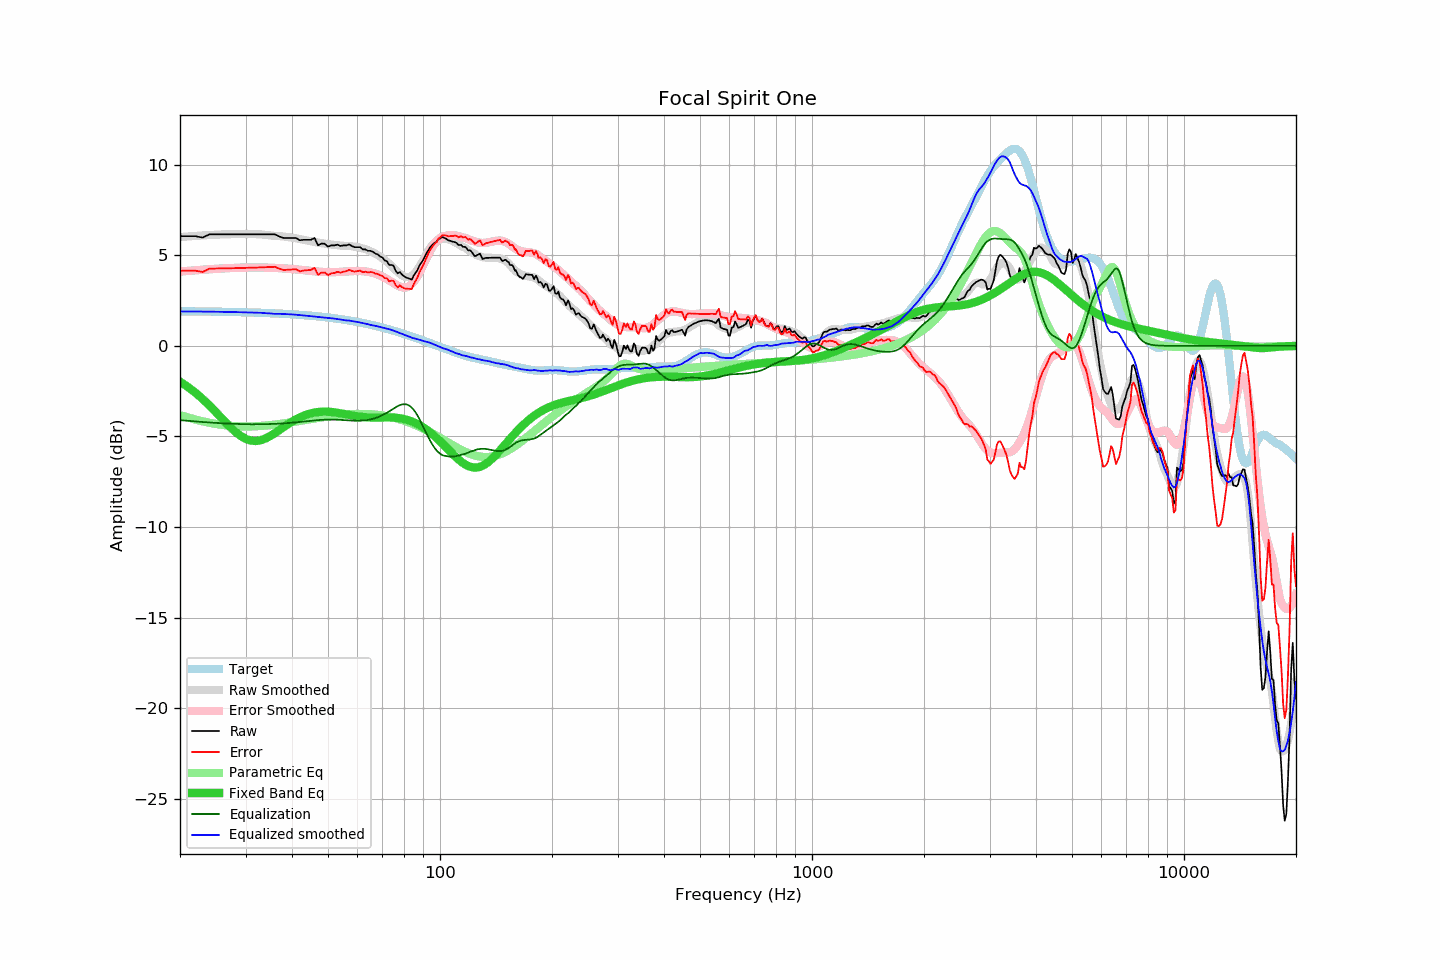 Focal Spirit One
Amplitude (dBr)
10
5
0
−5
−10
−15
−20
−25
Target
Raw Smoothed
Error Smoothed
Raw
Error
Parametric Eq
Fixed Band Eq
Equalization
Equalized smoothed
100 1000 10000
Frequency (Hz)